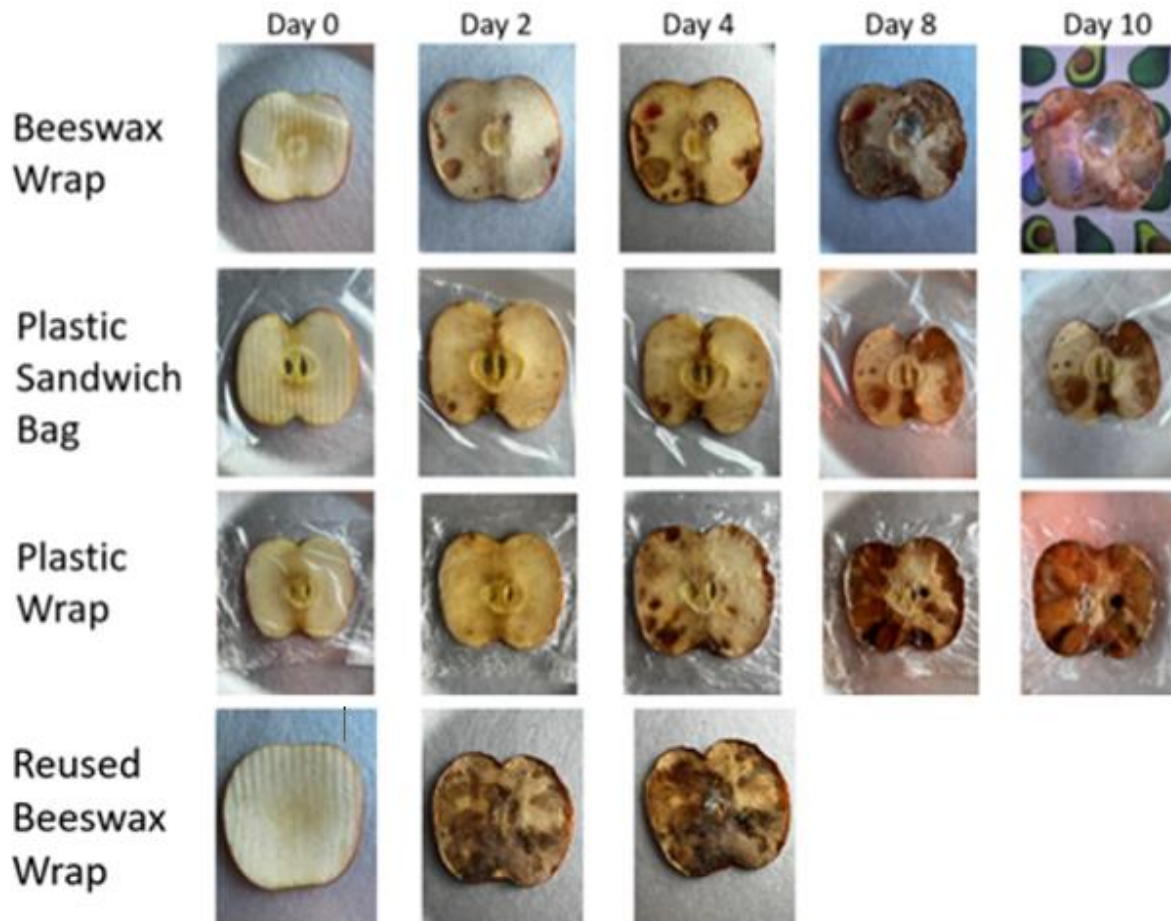 Day 0 Day 2 Day 4 Day 8 Day 10
Beeswax
Wrap
Plastic
Sandwich
Bag
Plastic
Wrap
Reused
Beeswax
Wrap